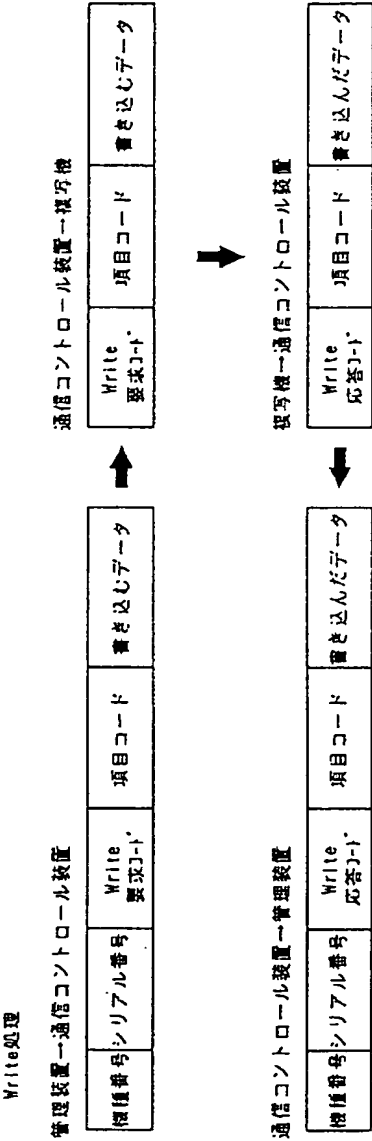 Write処理
管理装置→通信コントロール装置
機種番号 シリアル番号 Write 要求コード 項目コード 書き込むデータ
通信コントロール装置→複写機
Write 要求コード 項目コード 書き込むデータ
複写機→通信コントロール装置
Write 応答コード 項目コード 書き込んだデータ
通信コントロール装置→管理装置
機種番号 シリアル番号 Write 応答コード 項目コード 書き込んだデータ